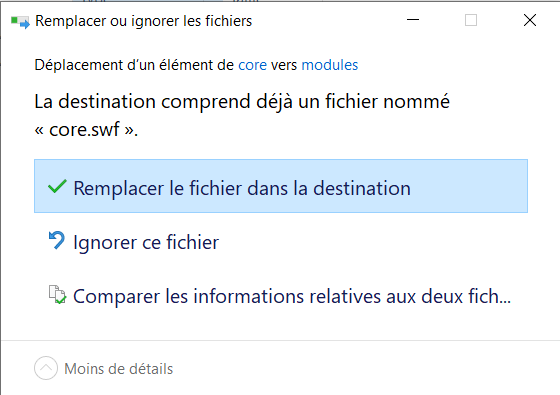 Remplacer ou ignorer les fichiers
Déplacement d’un élément de core vers modules
La destination comprend déjà un fichier nommé
« core.swf ».
Remplacer le fichier dans la destination
Ignorer ce fichier
Comparer les informations relatives aux deux fich...
Moins de détails